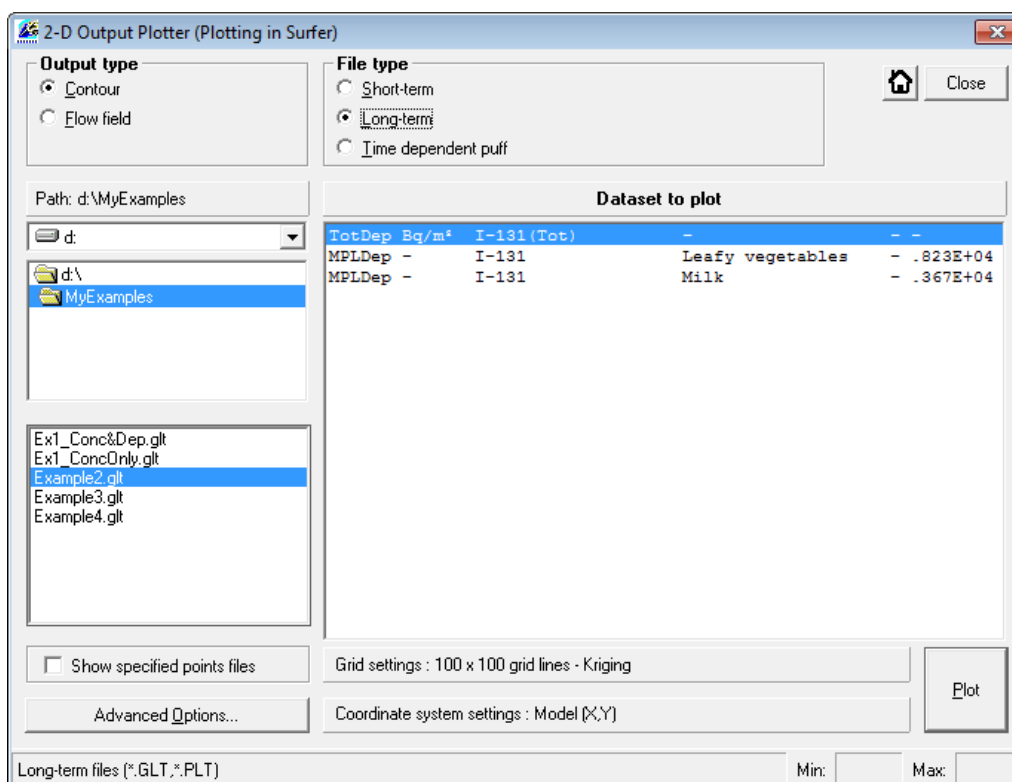 2-D Output Plotter (Plotting in Surfer)
Output type
Contour
Flow field
File type
Short-term
Long-term
Time dependent puff
Close
Path: d:\MyExamples
d:
d:\
MyExamples
Ex1_Conc&Dep.glt
Ex1_ConcOnly.glt
Example2.glt
Example3.glt
Example4.glt
Dataset to plot
TotDep Bq/m² I-131(Tot) - - -
MPLDep - I-131 Leafy vegetables - .823E+04
MPLDep - I-131 Milk - .367E+04
Show specified points files
Advanced Options...
Grid settings : 100 x 100 grid lines - Kriging
Coordinate system settings : Model (X,Y)
Plot
Long-term files (*.GLT,*.PLT)
Min:
Max: